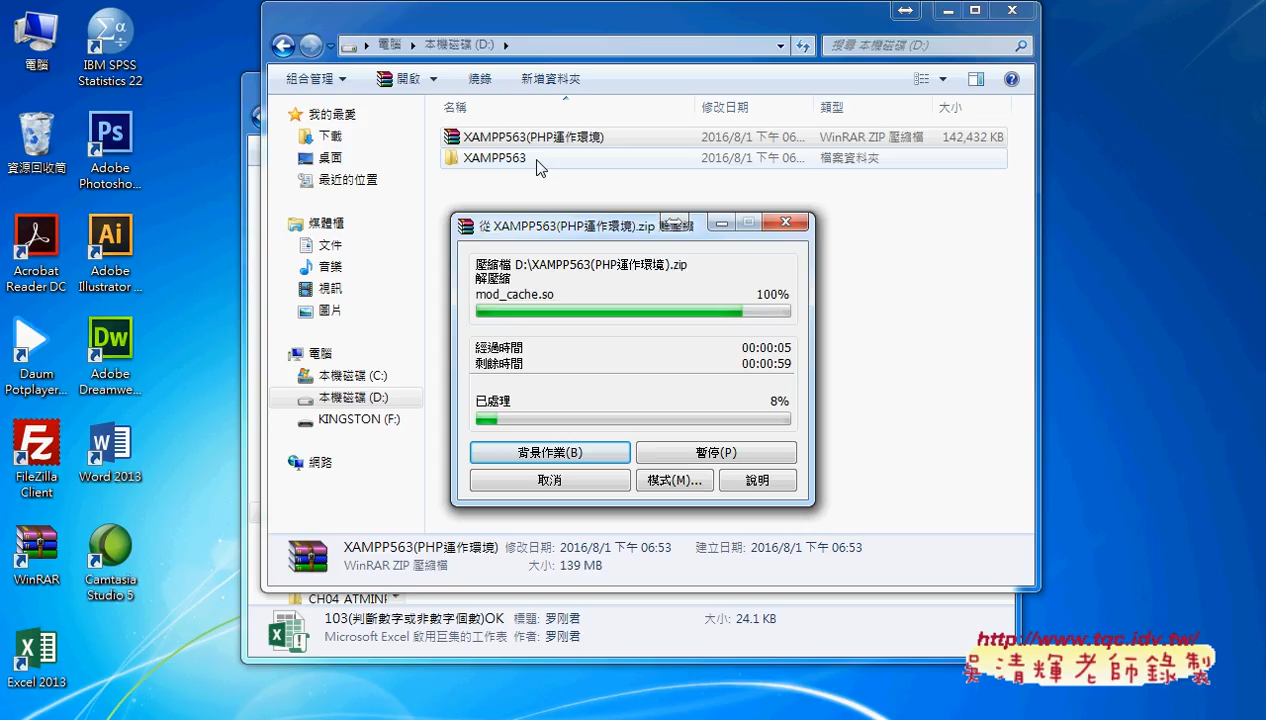 電腦
IBM SPSS
Statistics 22
資源回收筒
Adobe
Photosho...
Acrobat
Reader DC
Adobe
Illustrator ...
Daum
Potplayer...
Adobe
Dreamwe...
FileZilla
Client
Word 2013
WinRAR
Camtasia
Studio 5
Excel 2013
電腦 本機磁碟 (D:)
搜尋 本機磁碟 (D:)
組合管理 開啟 燒錄 新增資料夾
我的最愛
下載
桌面
最近的位置
媒體櫃
文件
音樂
視訊
圖片
電腦
本機磁碟 (C:)
本機磁碟 (D:)
KINGSTON (F:)
網路
名稱 修改日期 類型 大小
XAMPP563(PHP運作環境) 2016/8/1 下午 06... WinRAR ZIP 壓縮檔 142,432 KB
XAMPP563 2016/8/1 下午 06... 檔案資料夾
從 XAMPP563(PHP運作環境).zip 解壓縮
壓縮檔 D:\XAMPP563(PHP運作環境).zip
解壓縮
mod_cache.so 100%
經過時間 00:00:05
剩餘時間 00:00:59
已處理 8%
背景作業(B) 暫停(P)
取消 模式(M)... 說明
XAMPP563(PHP運作環境) 修改日期: 2016/8/1 下午 06:53 建立日期: 2016/8/1 下午 06:53
WinRAR ZIP 壓縮檔 大小: 139 MB
CH04 ATMINI
103(判斷數字或非數字個數)OK 標題: 罗刚君 大小: 24.1 KB
Microsoft Excel 啟用巨集的工作表 作者: 罗刚君
http://www.tqc.idv.tw/
吳清輝老師錄製